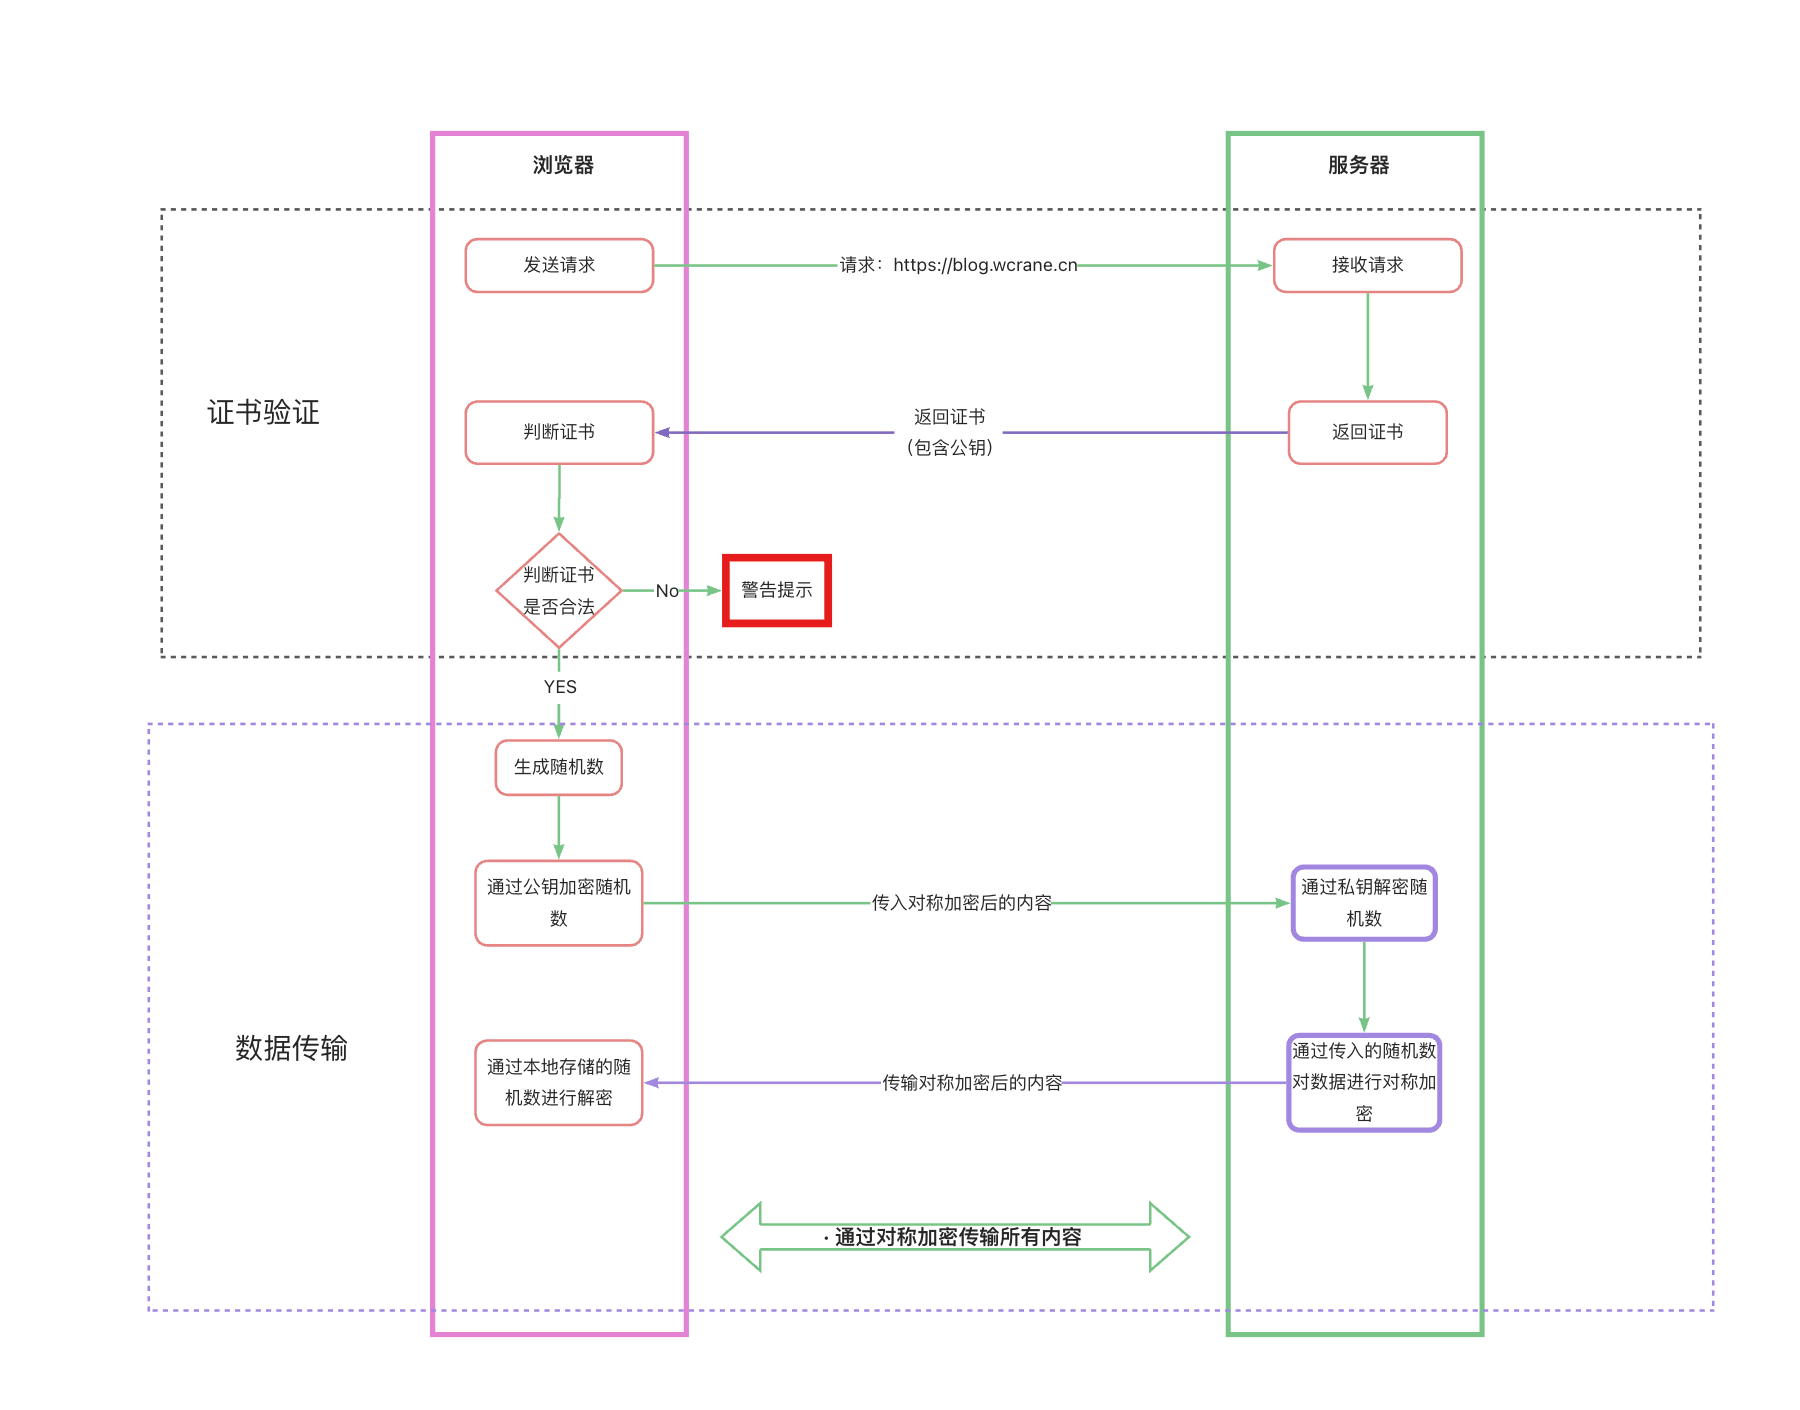 浏览器
服务器
发送请求
请求：https://blog.wcrane.cn
接收请求
证书验证
判断证书
返回证书
(包含公钥)
返回证书
判断证书
是否合法
No
警告提示
YES
生成随机数
通过公钥加密随机
数
传入对称加密后的内容
通过私钥解密随
机数
数据传输
通过本地存储的随
机数进行解密
传输对称加密后的内容
通过传入的随机数
对数据进行对称加
密
· 通过对称加密传输所有内容